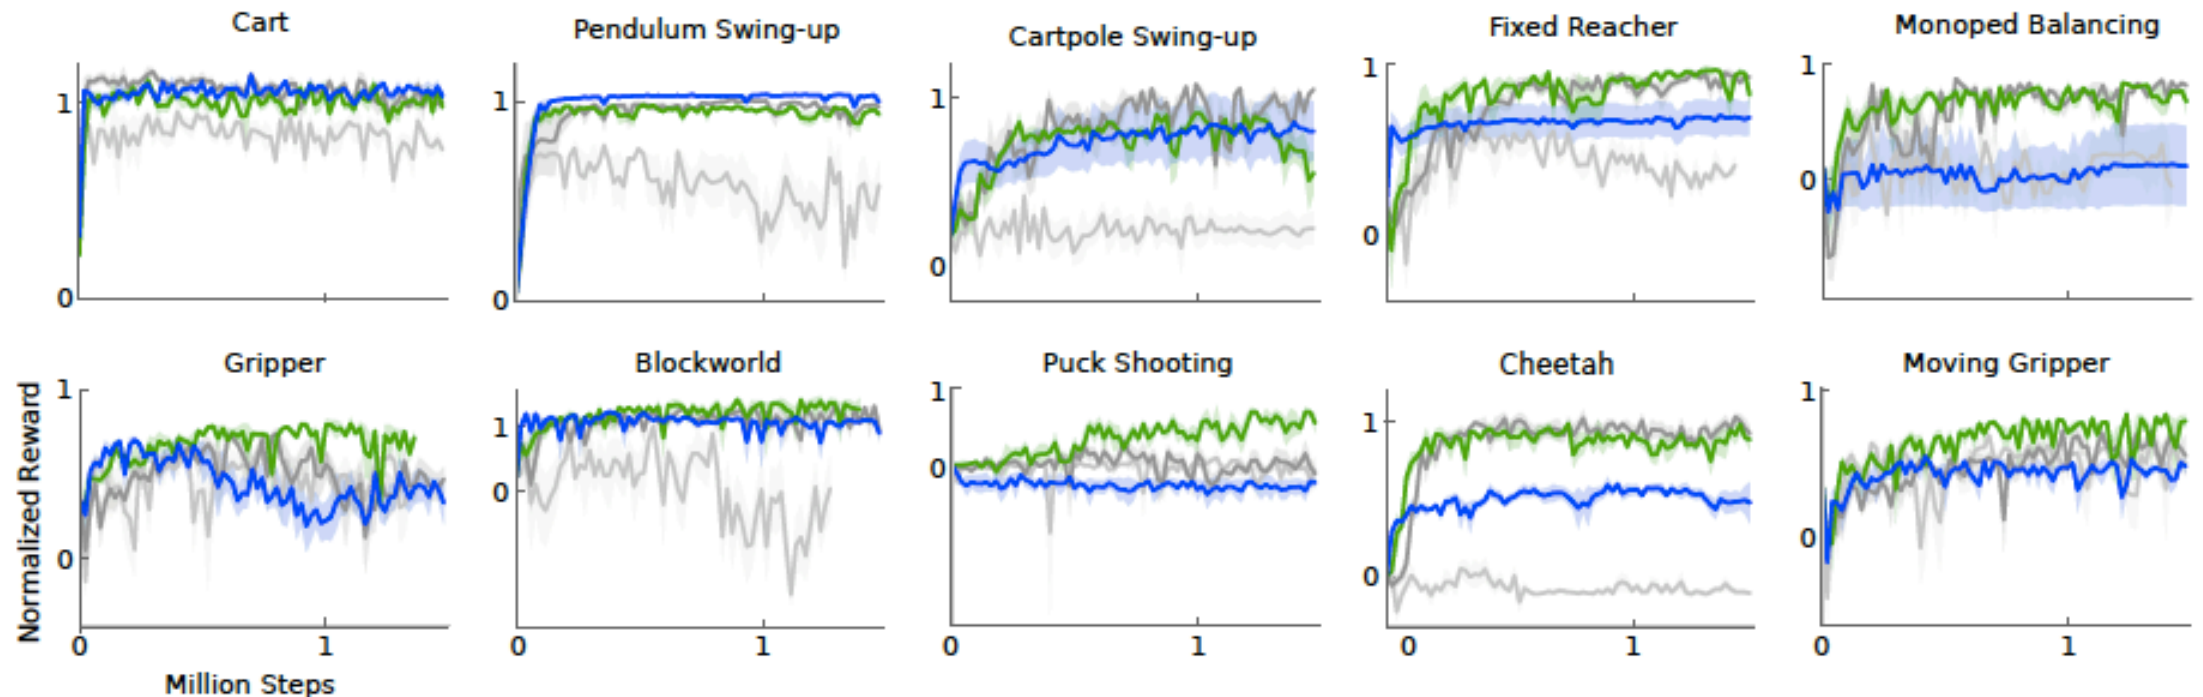 Cart
Pendulum Swing-up
Cartpole Swing-up
Fixed Reacher
Monoped Balancing
1
0
1
0
1
0
1
0
1
0
Gripper
Blockworld
Puck Shooting
Cheetah
Moving Gripper
Normalized Reward
1
0
1
0
1
0
1
0
1
0
0 1
0 1
0 1
0 1
0 1
Million Steps